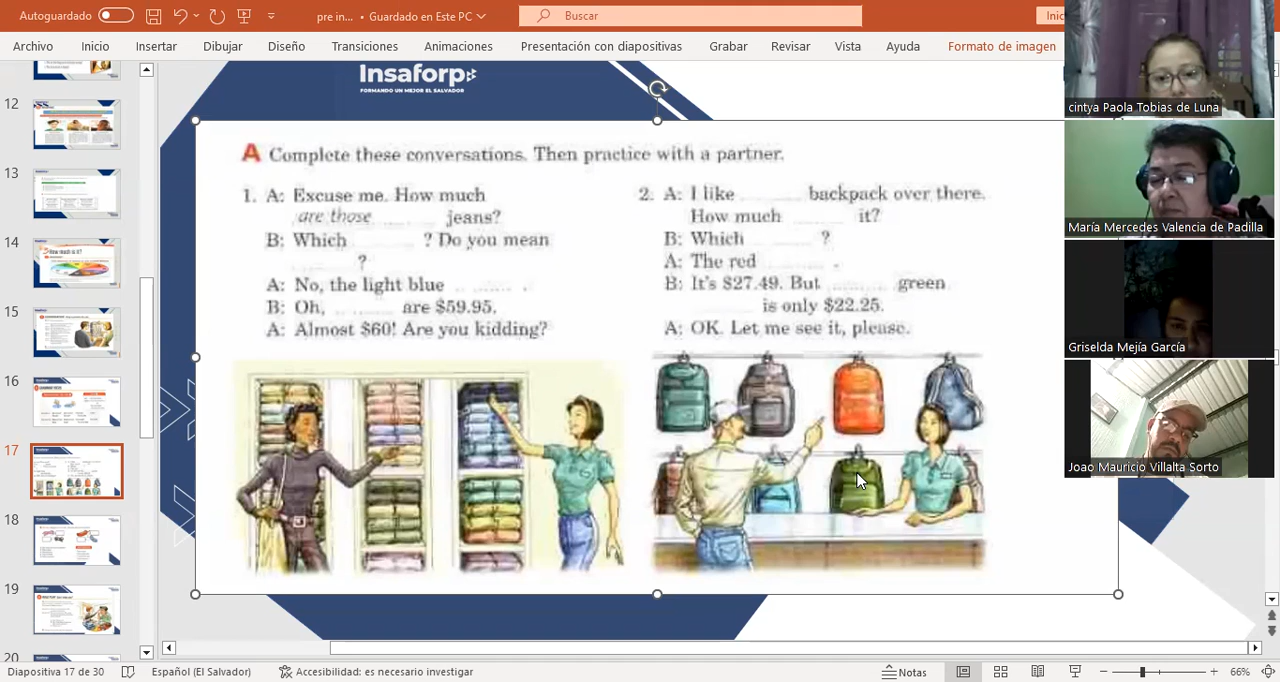 Autoguardado
pre in... • Guardado en Este PC
Buscar
Inic
Archivo Inicio Insertar Dibujar Diseño Transiciones Animaciones Presentación con diapositivas Grabar Revisar Vista Ayuda Formato de imagen
12
13
14
15
16
17
18
19
20
Insaforp
FORMANDO UN MEJOR EL SALVADOR
A Complete these conversations. Then practice with a partner.
1. A: Excuse me. How much
are those jeans?
B: Which ? Do you mean
?
A: No, the light blue .
B: Oh, are $59.95.
A: Almost $60! Are you kidding?
2. A: I like backpack over there.
How much it?
B: Which ?
A: The red .
B: It's $27.49. But green
is only $22.25.
A: OK. Let me see it, please.
cintya Paola Tobias de Luna
María Mercedes Valencia de Padilla
Griselda Mejía García
Joao Mauricio Villalta Sorto
Diapositiva 17 de 30 Español (El Salvador) Accesibilidad: es necesario investigar Notas 66%